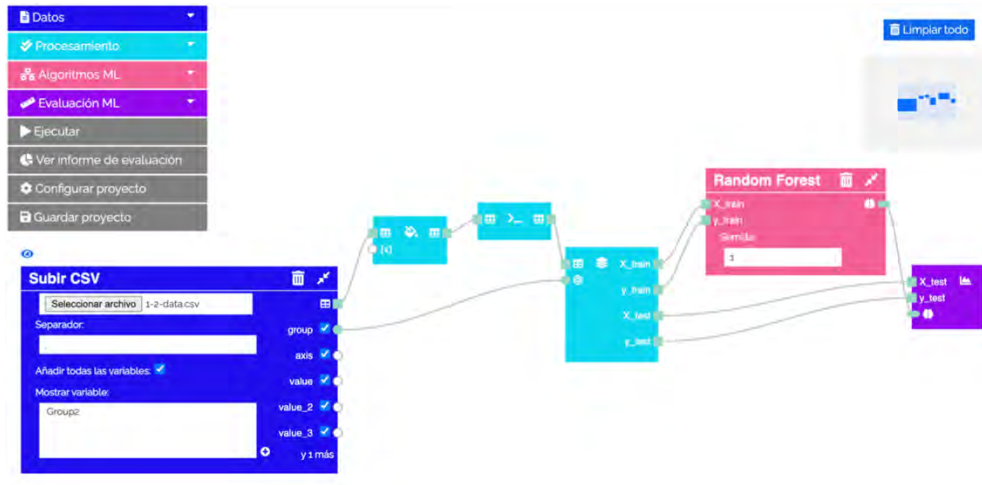 Datos
Procesamiento
Algoritmos ML
Evaluación ML
Ejecutar
Ver informe de evaluación
Configurar proyecto
Guardar proyecto
Limpiar todo
Subir CSV
Seleccionar archivo 1-2-data.csv
Separador:
Añadir todas las variables:
Mostrar variable:
Group2
group
axis
value
value_2
value_3
y 1 más
[x]
X_train
y_train
X_test
y_test
Random Forest
X_train
y_train
Semilla:
X_test
y_test